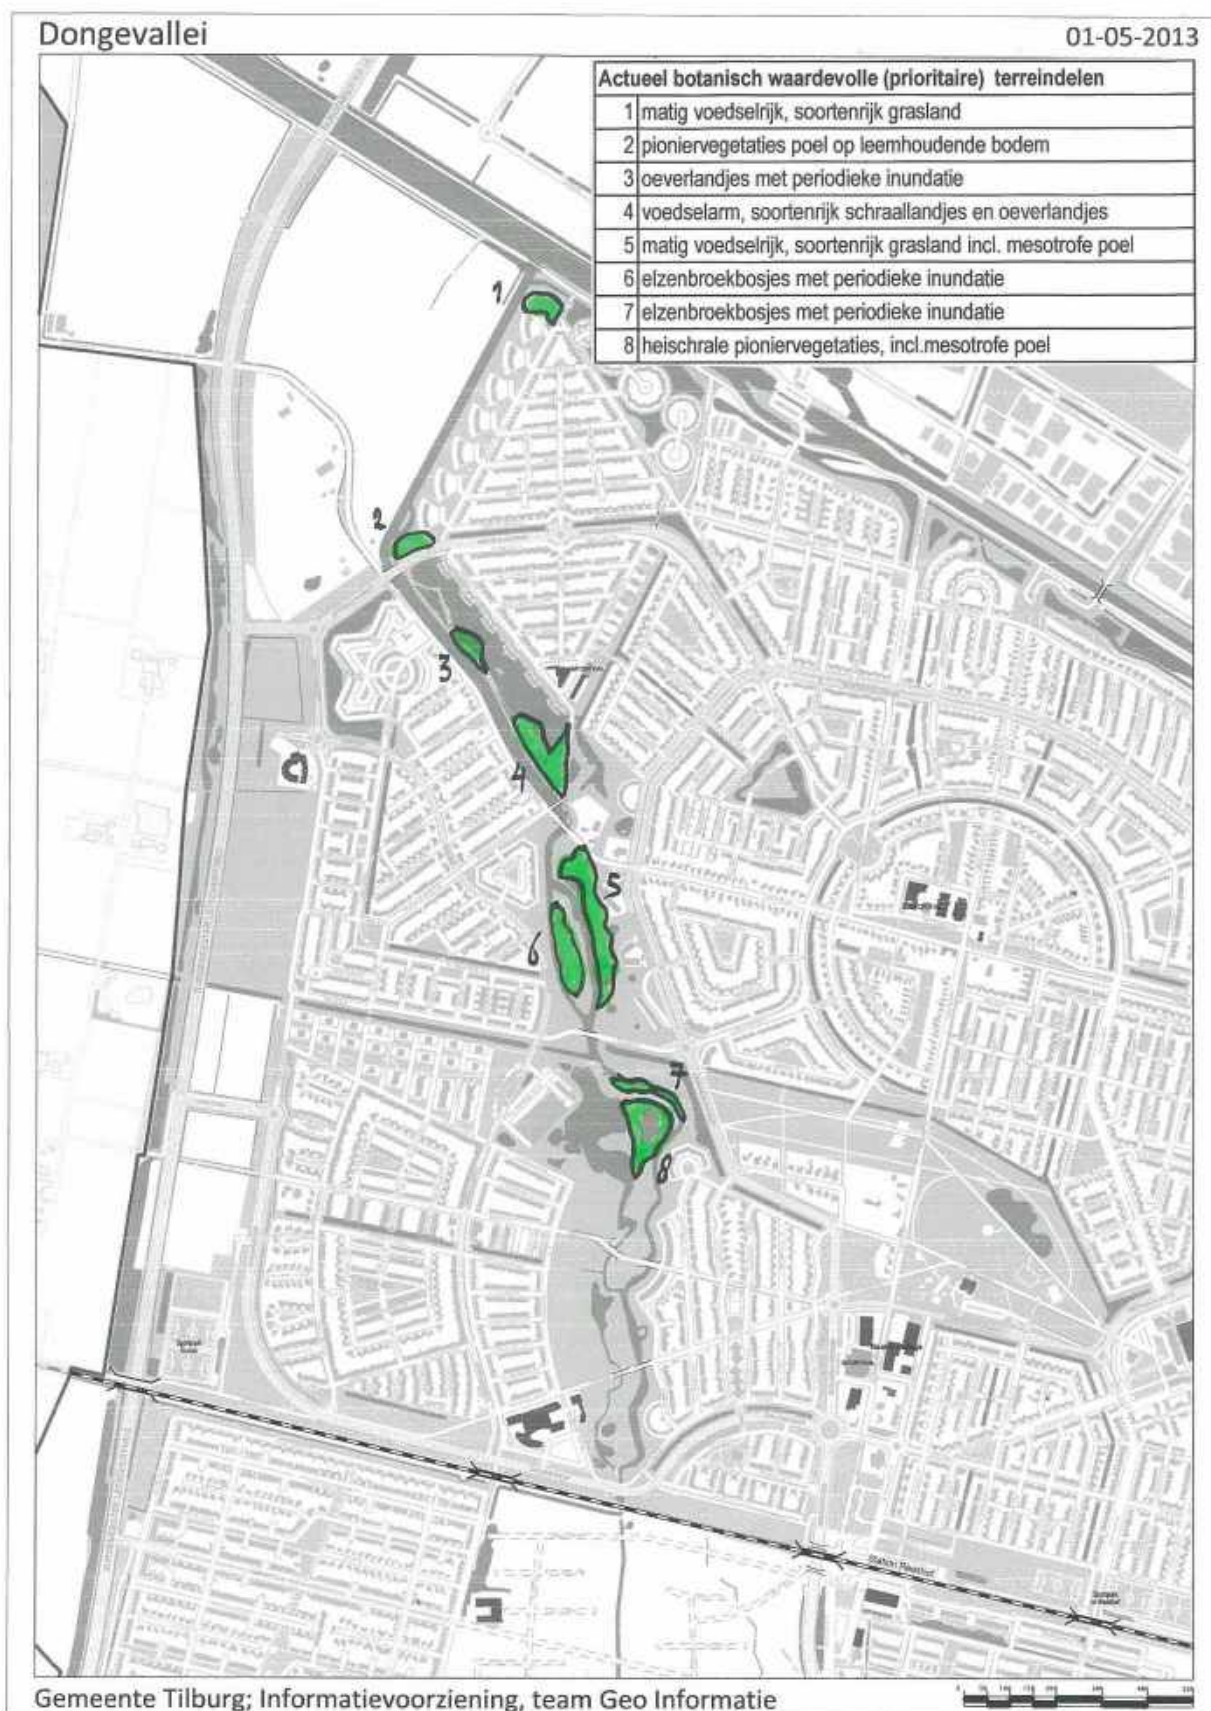 Dongevallei
01-05-2013
Actueel botanisch waardevolle (prioritaire) terreindelen
1 matig voedselrijk, soortenrijk grasland
2 pioniervegetaties poel op leemhoudende bodem
3 oeverlandjes met periodieke inundatie
4 voedselarm, soortenrijk schraallandjes en oeverlandjes
5 matig voedselrijk, soortenrijk grasland incl. mesotrofe poel
6 elzenbroekbosjes met periodieke inundatie
7 elzenbroekbosjes met periodieke inundatie
8 heischrale pioniervegetaties, incl.mesotrofe poel
1
2
3
4
5
6
7
8
Station Reeshof
Gemeente Tilburg; Informatievoorziening, team Geo Informatie